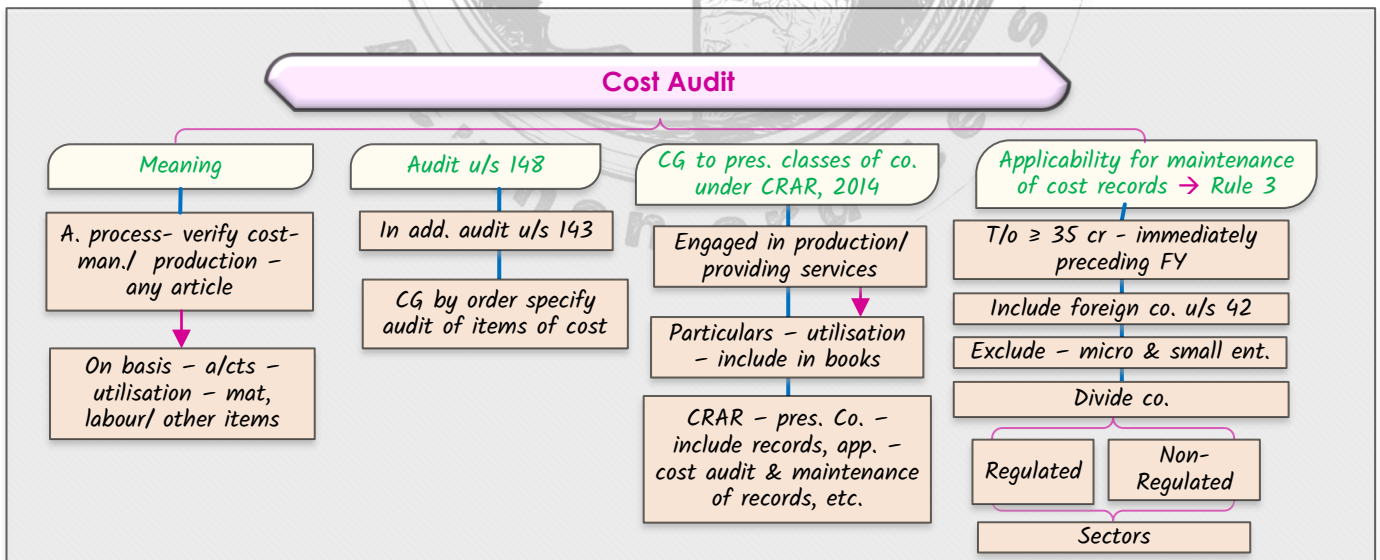 Cost Audit
Meaning
A. process- verify cost-
man./ production –
any article
On basis – a/cts –
utilisation – mat,
labour/ other items
Audit u/s 148
In add. audit u/s 143
CG by order specify
audit of items of cost
CG to pres. classes of co.
under CRAR, 2014
Engaged in production/
providing services
Particulars – utilisation
– include in books
CRAR – pres. Co. –
include records, app. –
cost audit & maintenance
of records, etc.
Applicability for maintenance
of cost records → Rule 3
T/o ≥ 35 cr - immediately
preceding FY
Include foreign co. u/s 42
Exclude – micro & small ent.
Divide co.
Regulated
Non-
Regulated
Sectors